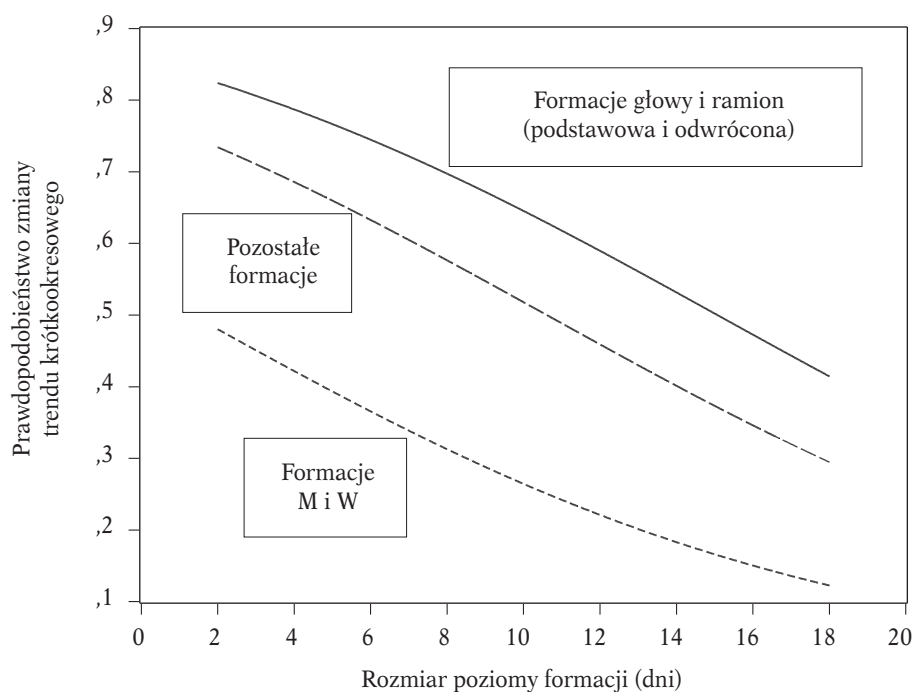 ,9
,8
,7
,6
,5
,4
,3
,2
,1
Prawdopodobieństwo zmiany
trendu krótkookresowego
Formacje głowy i ramion
(podstawowa i odwrócona)
Pozostałe
formacje
Formacje
M i W
0 2 4 6 8 10 12 14 16 18 20
Rozmiar poziomy formacji (dni)